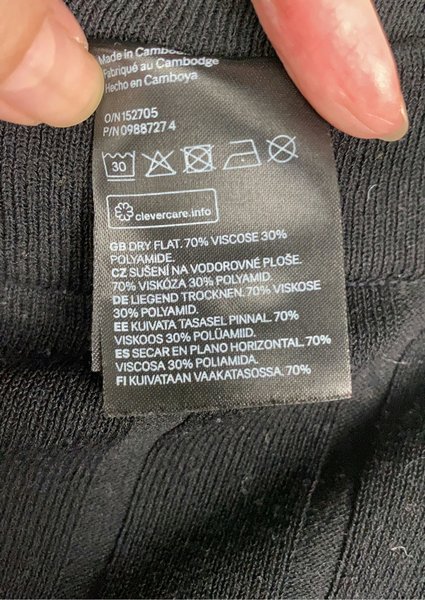 Made in Cambodia
Fabriqué au Cambodge
Hecho en Camboya
O/N 152705
P/N 0988727 4
30
clevercare.info
GB DRY FLAT. 70% VISCOSE 30%
POLYAMIDE.
CZ SUŠENÍ NA VODOROVNÉ PLOŠE.
70% VISKÓZA 30% POLYAMID.
DE LIEGEND TROCKNEN. 70% VISKOSE
30% POLYAMID.
EE KUIVATA TASASEL PINNAL. 70%
VISKOOS 30% POLÜAMIID.
ES SECAR EN PLANO HORIZONTAL. 70%
VISCOSA 30% POLIAMIDA.
FI KUIVATAAN VAAKATASOSSA. 70%